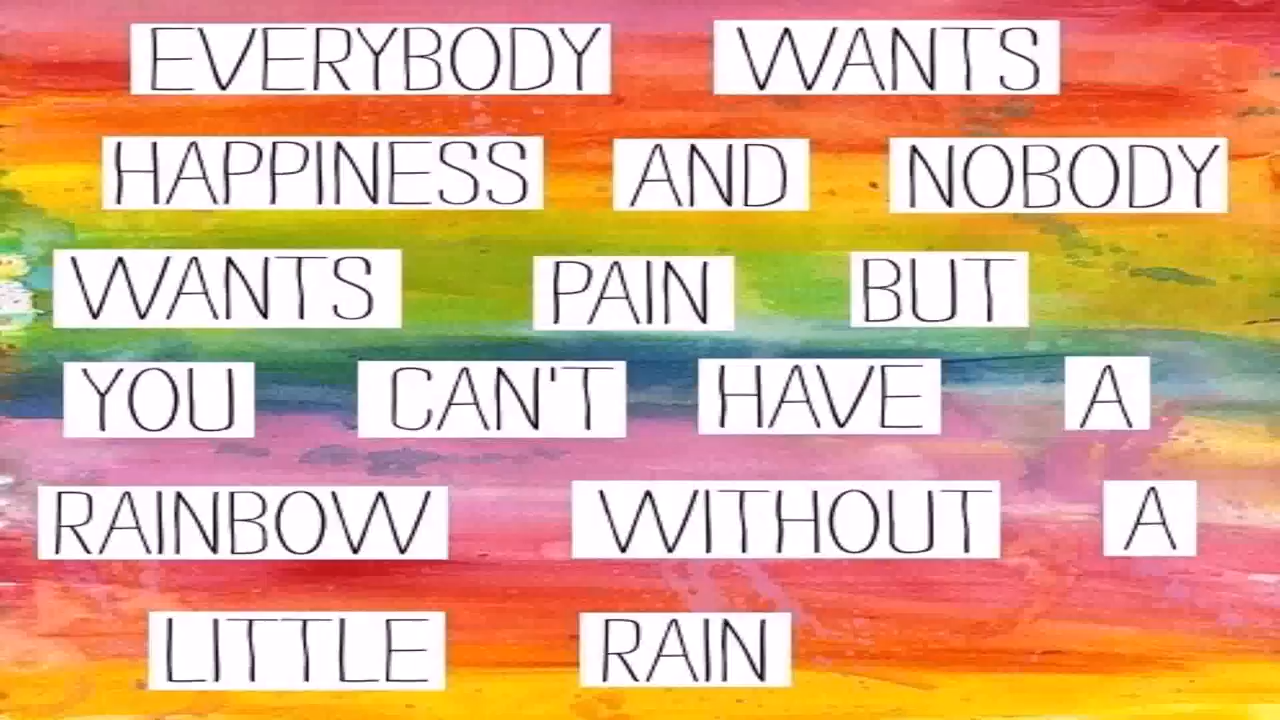 EVERYBODY WANTS
HAPPINESS AND NOBODY
WANTS PAIN BUT
YOU CAN'T HAVE A
RAINBOW WITHOUT A
LITTLE RAIN